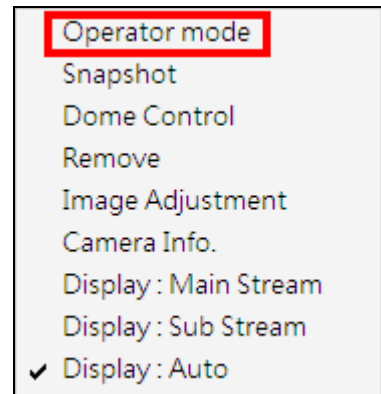 Operator mode
Snapshot
Dome Control
Remove
Image Adjustment
Camera Info.
Display : Main Stream
Display : Sub Stream
Display : Auto